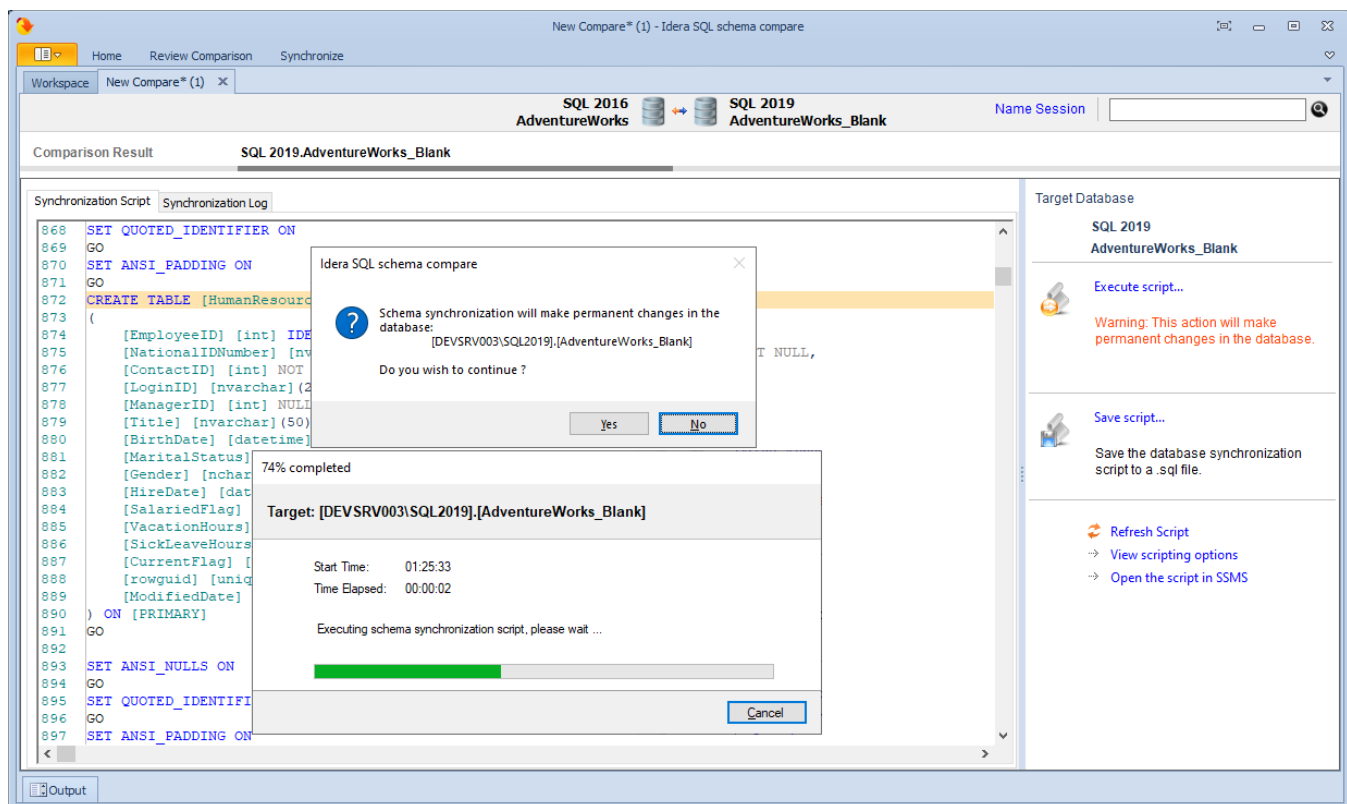 New Compare* (1) - Idera SQL schema compare
Home Review Comparison Synchronize
Workspace New Compare* (1)
SQL 2016 SQL 2019
AdventureWorks AdventureWorks_Blank
Name Session
Comparison Result SQL 2019.AdventureWorks_Blank
Synchronization Script Synchronization Log
868 SET QUOTED_IDENTIFIER ON
869 GO
870 SET ANSI_PADDING ON
871 GO
872 CREATE TABLE [HumanResourc
873 (
874 [EmployeeID] [int] IDE
875 [NationalIDNumber] [nv T NULL,
876 [ContactID] [int] NOT
877 [LoginID] [nvarchar](2
878 [ManagerID] [int] NULL
879 [Title] [nvarchar](50)
880 [BirthDate] [datetime]
881 [MaritalStatus]
882 [Gender] [nchar
883 [HireDate] [dat
884 [SalariedFlag]
885 [VacationHours]
886 [SickLeaveHours
887 [CurrentFlag] [
888 [rowguid] [uniq
889 [ModifiedDate]
890 ) ON [PRIMARY]
891 GO
892
893 SET ANSI_NULLS ON
894 GO
895 SET QUOTED_IDENTIFI
896 GO
897 SET ANSI_PADDING ON
Idera SQL schema compare
Schema synchronization will make permanent changes in the
database:
[DEVSRV003\SQL2019].[AdventureWorks_Blank]
Do you wish to continue ?
Yes No
74% completed
Target: [DEVSRV003\SQL2019].[AdventureWorks_Blank]
Start Time: 01:25:33
Time Elapsed: 00:00:02
Executing schema synchronization script, please wait ...
Cancel
Target Database
SQL 2019
AdventureWorks_Blank
Execute script...
Warning: This action will make
permanent changes in the database.
Save script...
Save the database synchronization
script to a .sql file.
Refresh Script
View scripting options
Open the script in SSMS
Output